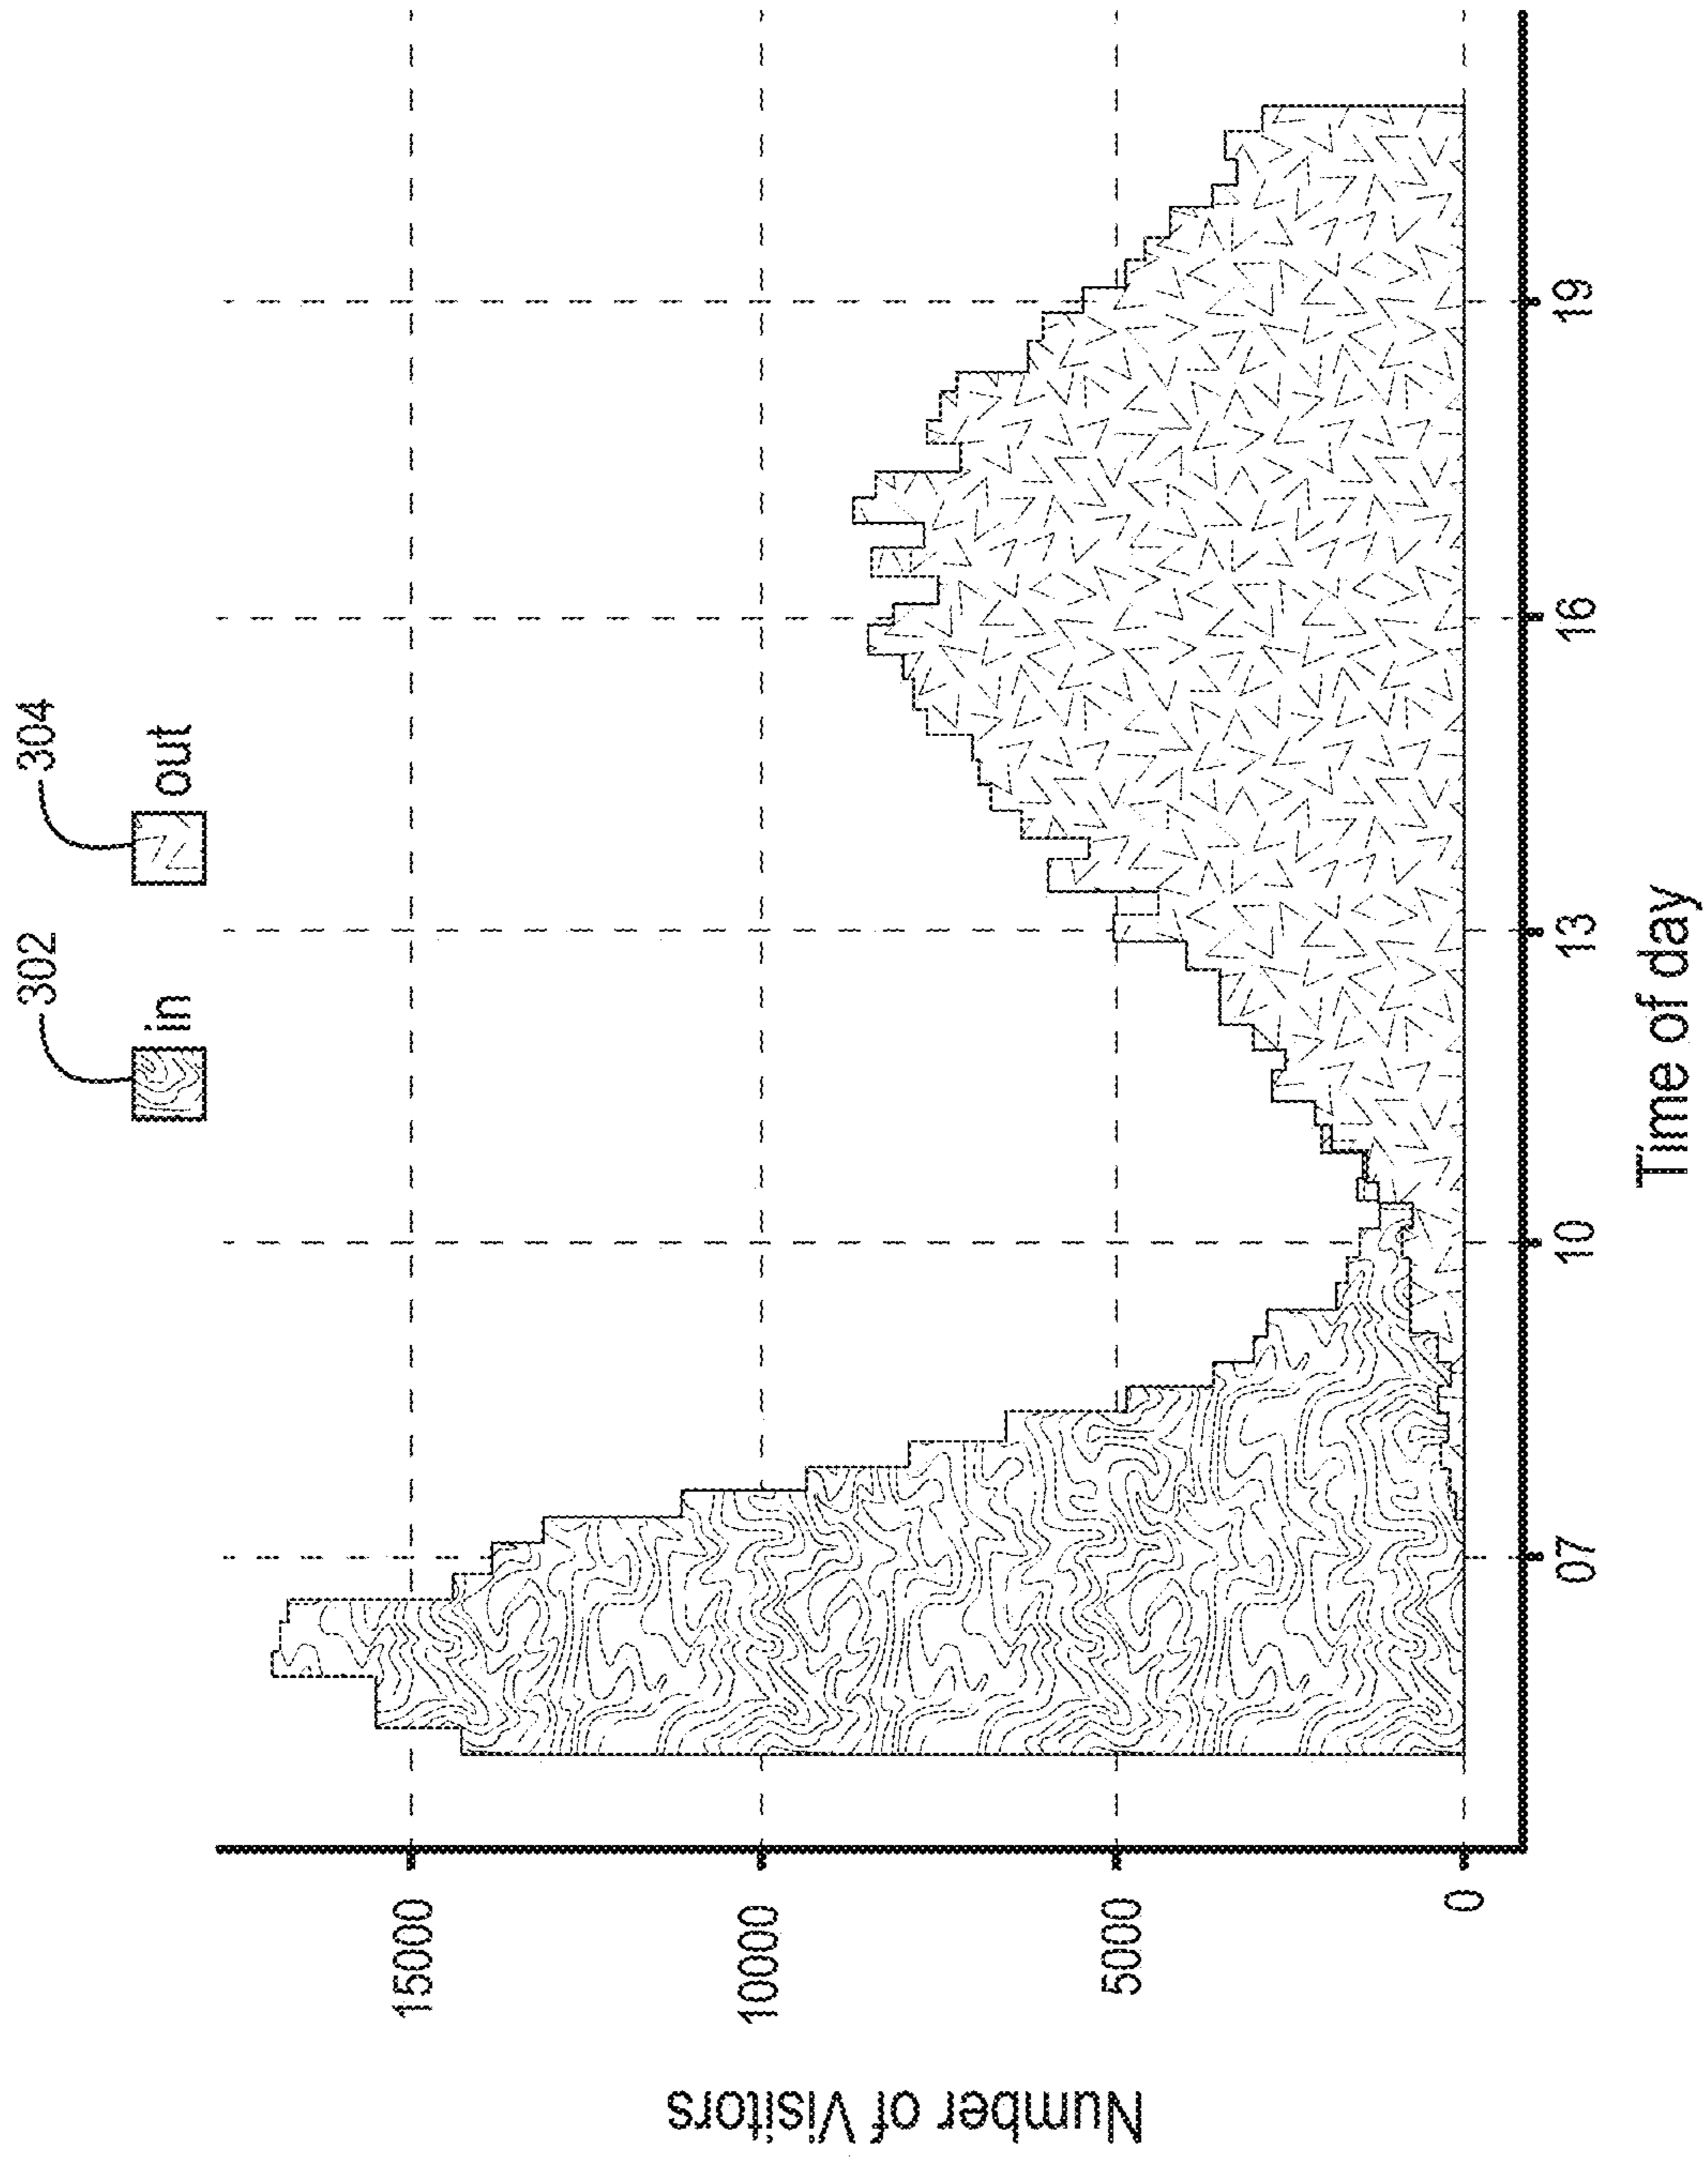 302
304
in
out
Number of Visitors
15000
10000
5000
0
07
10
13
16
19
Time of day